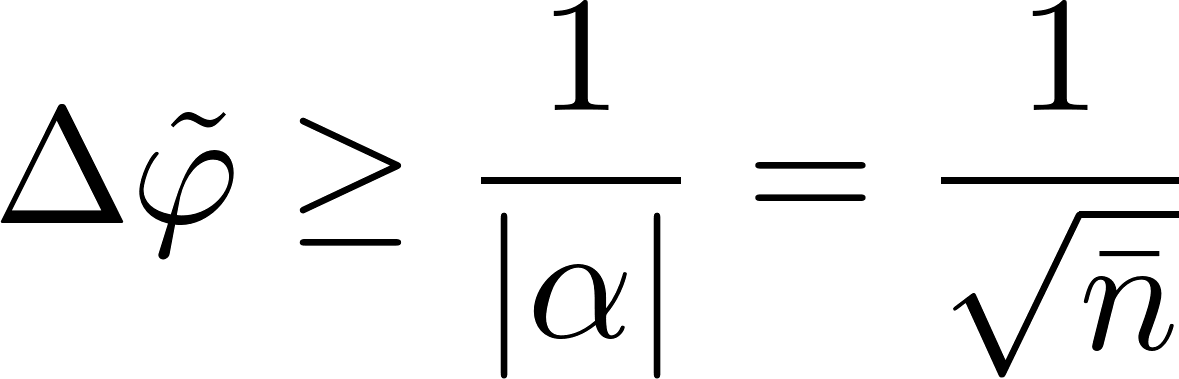 Δφ̃ ≥ 1/|α| = 1/√n̄